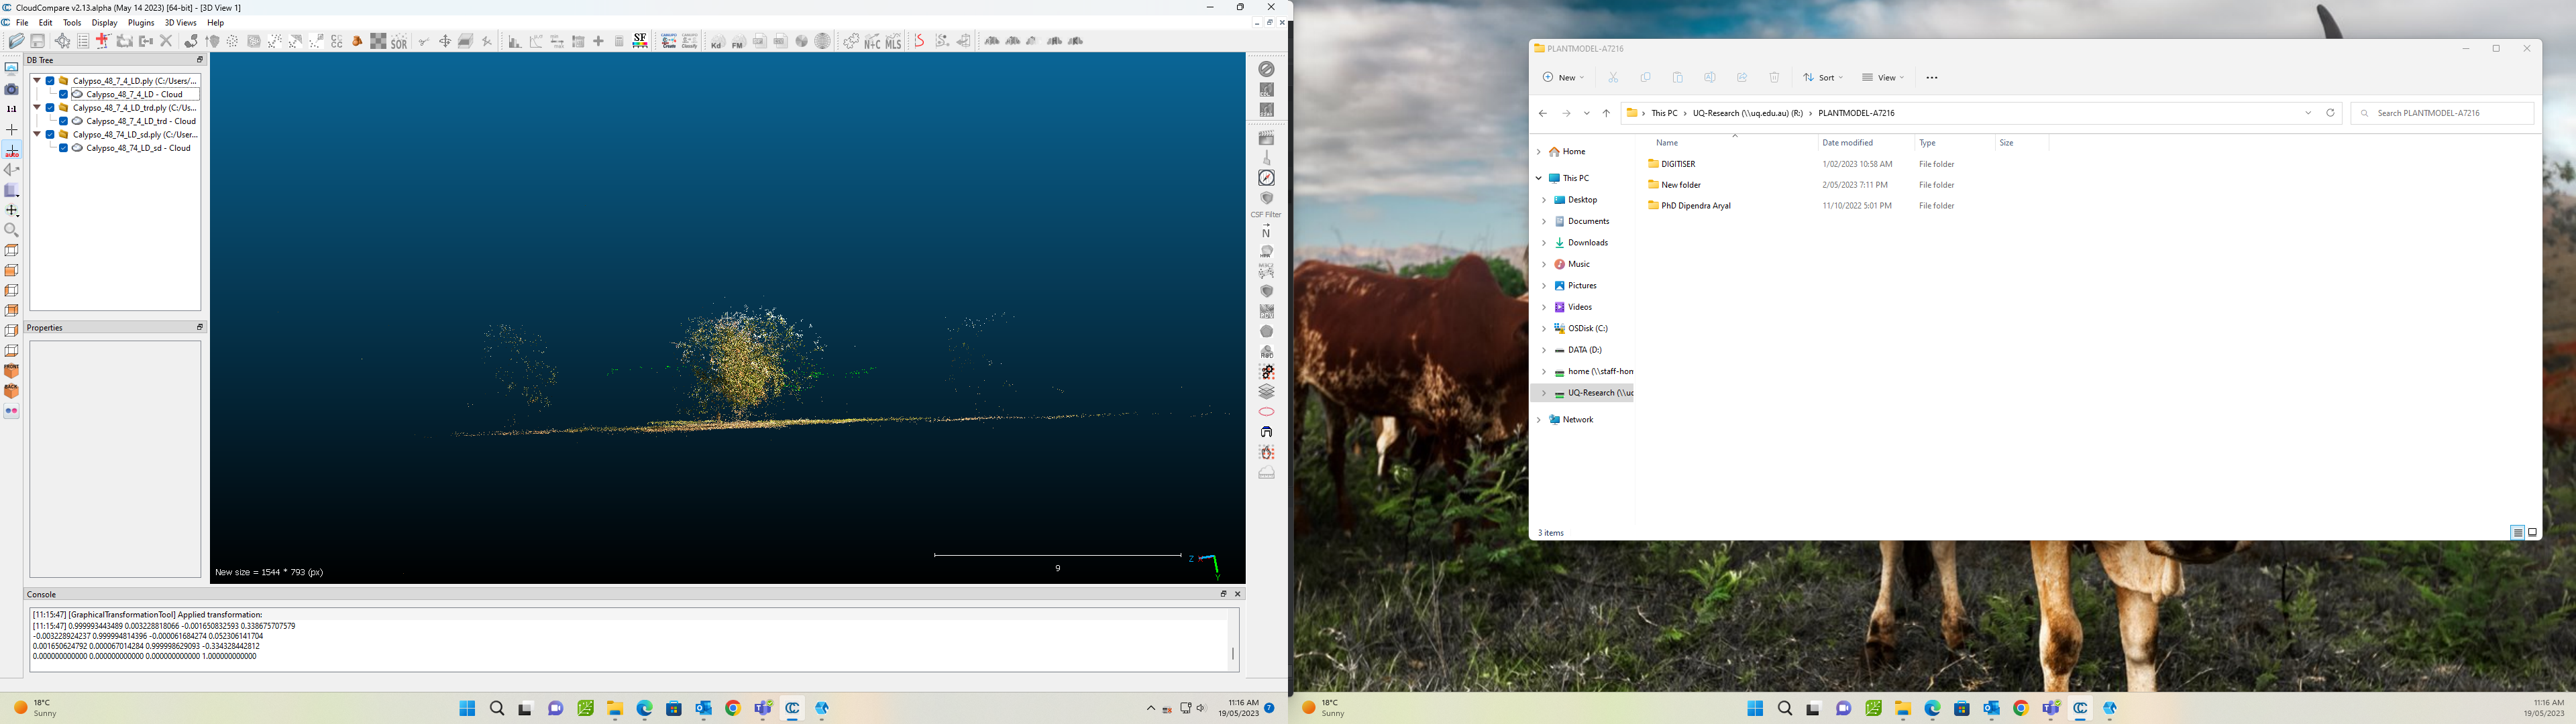 CloudCompare v2.13.alpha (May 14 2023) [64-bit] - [3D View 1]
File Edit Tools Display Plugins 3D Views Help
SOR
SF
Kd
FM
N+C
MLS
DB Tree
1:1
auto
FRONT
BACK
Calypso_48_7_4_LD.ply (C:/Users/...
Calypso_48_7_4_LD - Cloud
Calypso_48_7_4_LD_trd.ply (C:/Us...
Calypso_48_7_4_LD_trd - Cloud
Calypso_48_74_LD_sd.ply (C:/User...
Calypso_48_74_LD_sd - Cloud
Properties
New size = 1544 * 793 (px)
9
Z
Y
CSF Filter
N
Console
[11:15:47] [GraphicalTransformationTool] Applied transformation:
[11:15:47] 0.999993443489 0.003228818066 -0.001650832593 0.338675707579
-0.003228924237 0.999994814396 -0.000061684274 0.052306141704
0.001650624792 0.000067014284 0.999998629093 -0.334328442812
0.000000000000 0.000000000000 0.000000000000 1.000000000000
18°C
Sunny
11:16 AM
19/05/2023
7
PLANTMODEL-A7216
New
Sort
View
This PC > UQ-Research (\\uq.edu.au) (R:) > PLANTMODEL-A7216
Search PLANTMODEL-A7216
Home
This PC
Desktop
Documents
Downloads
Music
Pictures
Videos
OSDisk (C:)
DATA (D:)
home (\\staff-hon
UQ-Research (\\uc
Network
Name Date modified Type Size
DIGITISER 1/02/2023 10:58 AM File folder
New folder 2/05/2023 7:11 PM File folder
PhD Dipendra Aryal 11/10/2022 5:01 PM File folder
3 items
18°C
Sunny
11:16 AM
19/05/2023